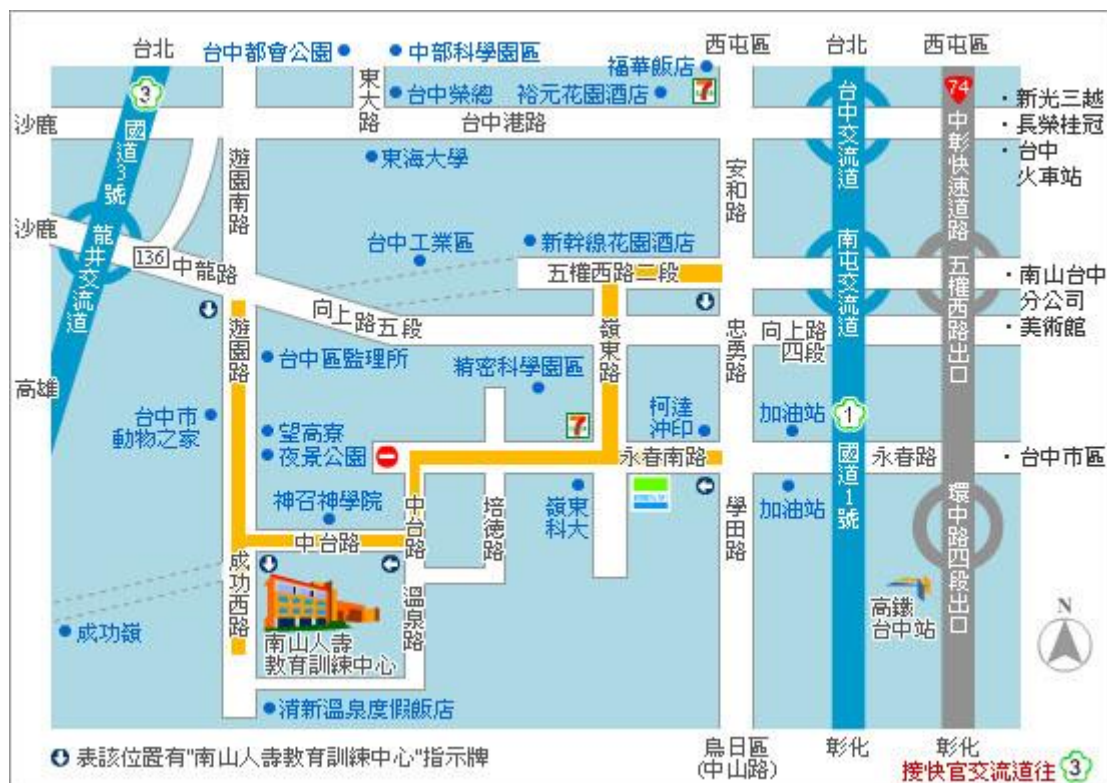 台北
台中都會公園
中部科學園區
西屯區
台北
西屯區
福華飯店
3
東大路
台中榮總
裕元花園酒店
7
74
新光三越
沙鹿
台中港路
長榮桂冠
台中
火車站
國道3號
遊園南路
東海大學
安和路
台中交流道
中彰快速道路
沙鹿
龍井交流道
136
中龍路
台中工業區
新幹線花園酒店
五權西路二段
南屯交流道
五權西路出口
南山台中
分公司
美術館
向上路五段
嶺東路
忠勇路
向上路
四段
遊園路
台中區監理所
精密科學園區
高雄
台中市
動物之家
望高寮
夜景公園
7
柯達
沖印
加油站
1
國道1號
永春南路
永春路
台中市區
神召神學院
中台路
中台路
培德路
嶺東
科大
學田路
加油站
環中路四段出口
成功西路
溫泉路
高鐵
台中站
N
成功嶺
南山人壽
教育訓練中心
清新溫泉度假飯店
表該位置有"南山人壽教育訓練中心"指示牌
烏日區
(中山路)
彰化
彰化
接快官交流道往 3